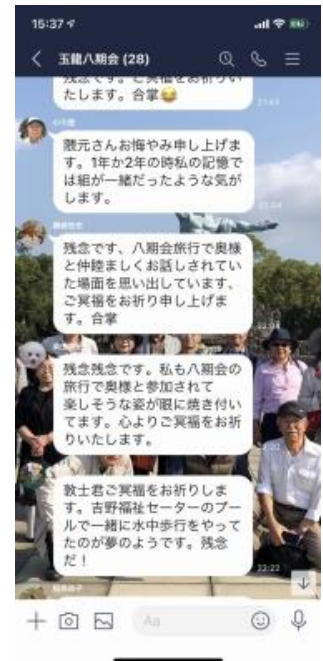 15:37
玉龍八期会 (28)
残念です。ご冥福をお祈りい
たします。合掌😂
21:43
隈元さんお悔やみ申し上げま
す。1年か2年の時私の記憶で
は組が一緒だったような気が
します。
残念です、八期会旅行で奥様
と仲睦ましくお話しされてい
た場面を思い出しています、
ご冥福をお祈り申し上げま
す。合掌
22:08
残念残念です。私も八期会の
旅行で奥様と参加されて
楽しそうな姿が眼に焼き付い
てます。心よりご冥福をお祈
りいたします。
敦士君ご冥福をお祈りしま
す。吉野福祉セーターのプー
ルで一緒に水中歩行をやって
たのが夢のようです。残念
だ！
22:22
Aa